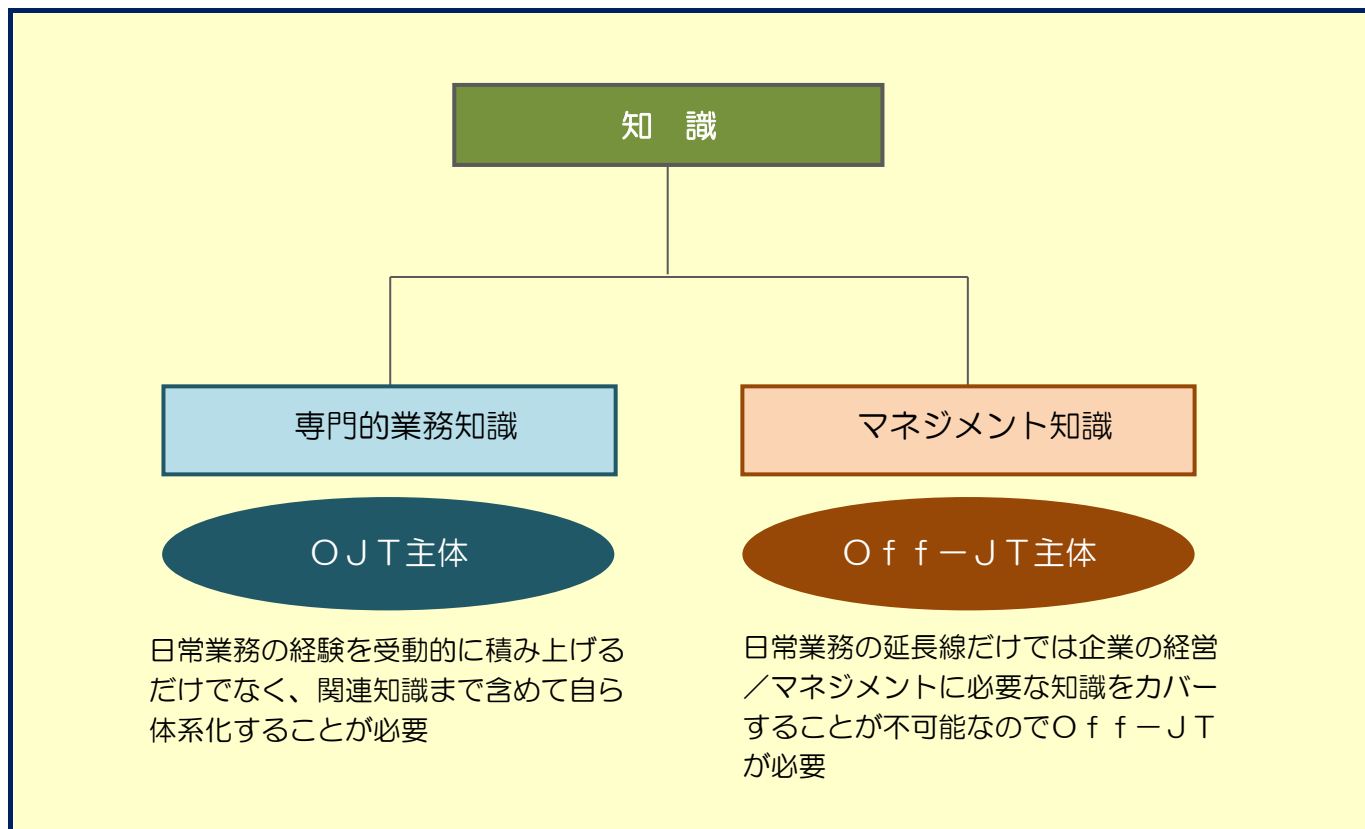 知　識
専門的業務知識
マネジメント知識
ＯＪＴ主体
Ｏｆｆ－ＪＴ主体
日常業務の経験を受動的に積み上げる
だけでなく、関連知識まで含めて自ら
体系化することが必要
日常業務の延長線だけでは企業の経営
／マネジメントに必要な知識をカバー
することが不可能なのでＯｆｆ－ＪＴ
が必要